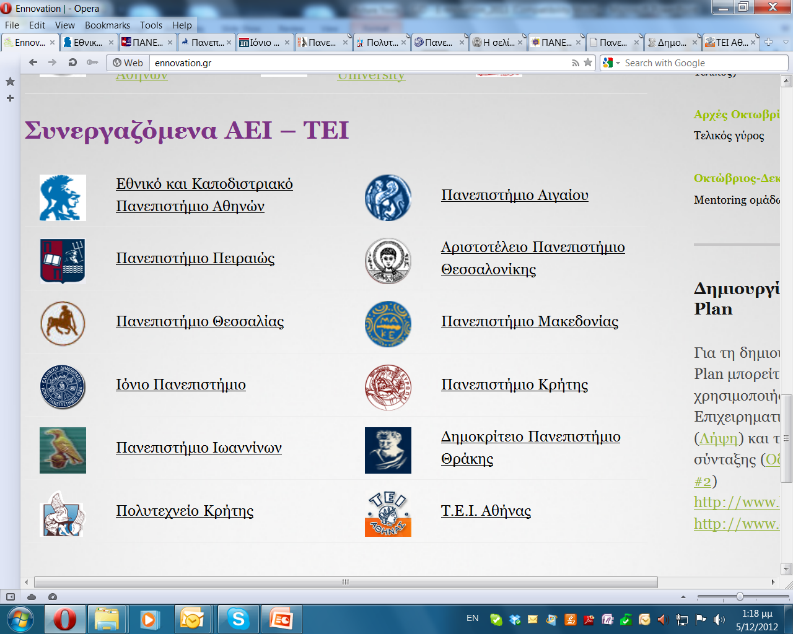 Ennovation | - Opera
File Edit View Bookmarks Tools Help
Ennov... Εθνικ... ΠΑΝΕ... Πανεπ... Ιόνιο ... Πανε... Πολυτ... Πανε... Η σελί... ΠΑΝΕ... Πανε... Δημο... ΤΕΙ Αθ...
Web ennovation.gr Search with Google
Αθηνών University
Συνεργαζόμενα ΑΕΙ – ΤΕΙ
Εθνικό και Καποδιστριακό
Πανεπιστήμιο Αθηνών
Πανεπιστήμιο Αιγαίου
Πανεπιστήμιο Πειραιώς
Αριστοτέλειο Πανεπιστήμιο
Θεσσαλονίκης
Πανεπιστήμιο Θεσσαλίας
Πανεπιστήμιο Μακεδονίας
Ιόνιο Πανεπιστήμιο
Πανεπιστήμιο Κρήτης
Πανεπιστήμιο Ιωαννίνων
Δημοκρίτειο Πανεπιστήμιο
Θράκης
Πολυτεχνείο Κρήτης
ΤΕΙ
ΑΘΗΝΑΣ
Τ.Ε.Ι. Αθήνας
Αρχές Οκτωβρί
Τελικός γύρος
Οκτώβριος-Δεκ
Mentoring ομάδω
Δημιουργί
Plan
Για τη δημιου
Plan μπορείτ
χρησιμοποιής
Επιχειρηματι
(Λήψη) και τ
σύνταξης (Οδ
#2)
http://www.
http://www.
EN
1:18 μμ
5/12/2012